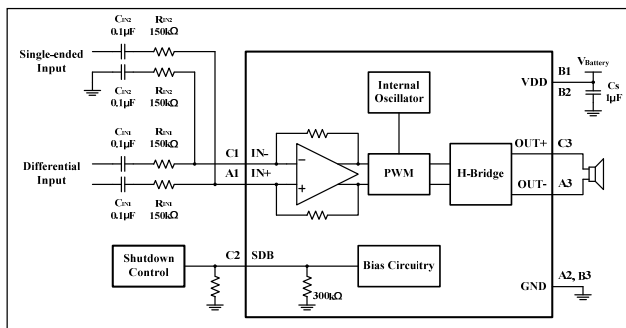 CIN2
RIN2
0.1µF
150kΩ
Single-ended
Input
CIN2
RIN2
0.1µF
150kΩ
CIN1
RIN1
0.1µF
150kΩ
Differential
Input
CIN1
RIN1
0.1µF
150kΩ
C1
IN-
A1
IN+
Internal
Oscillator
PWM
H-Bridge
VDD
B1
B2
VBattery
Cs
1µF
OUT+
C3
OUT-
A3
Shutdown
Control
C2
SDB
300kΩ
Bias Circuitry
GND
A2, B3